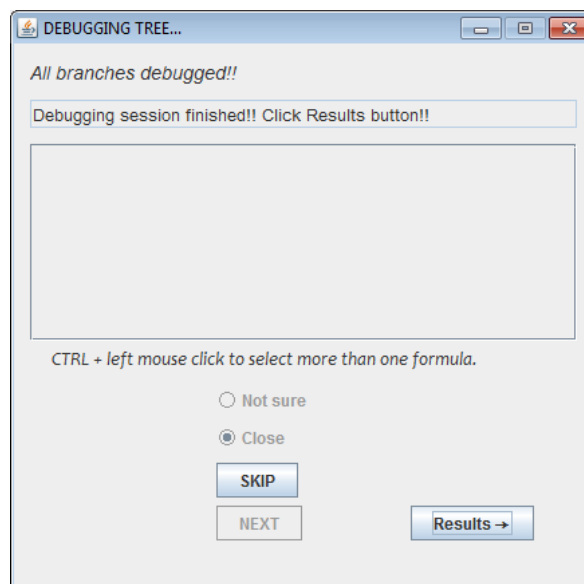 DEBUGGING TREE...
All branches debugged!!
Debugging session finished!! Click Results button!!
CTRL + left mouse click to select more than one formula.
Not sure
Close
SKIP
NEXT
Results →